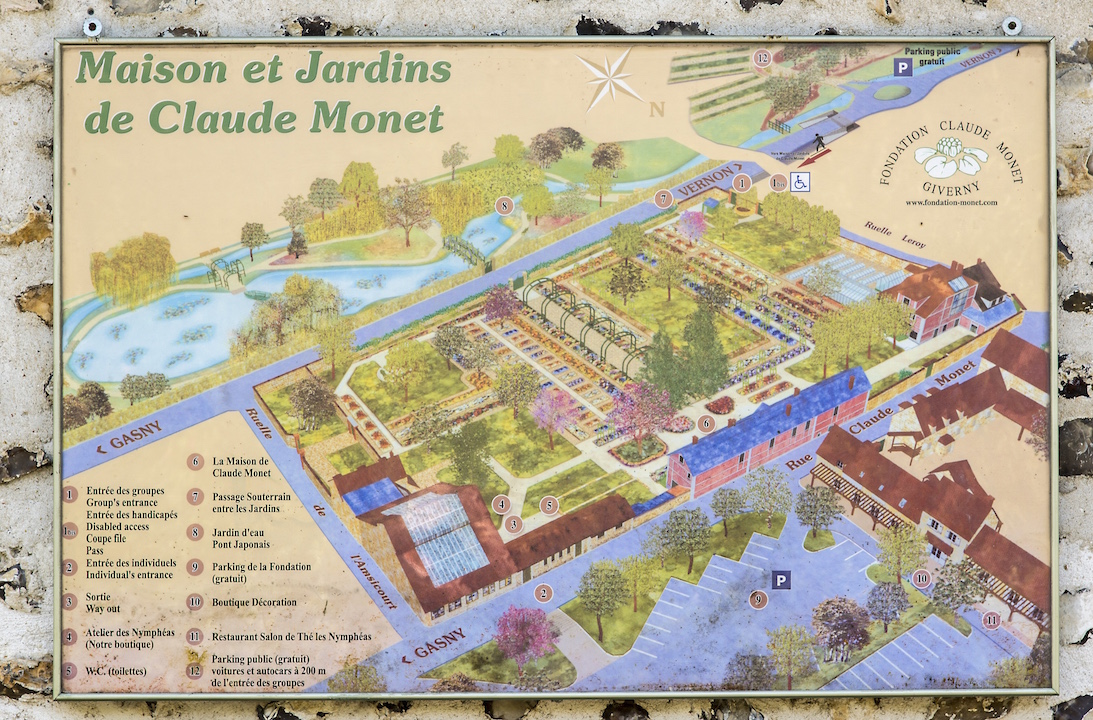 Maison et Jardins
de Claude Monet
N
12
Parking public
gratuit
P
VERNON
FONDATION CLAUDE MONET
GIVERNY
www.fondation-monet.com
8
7
VERNON
1
1bis
Ruelle Leroy
GASNY
Ruelle de l'Amsicourt
6
Rue Claude Monet
4
5
3
2
GASNY
P
9
10
11
1 Entrée des groupes
Group's entrance
1bis Entrée des handicapés
Disabled access
Coupe file
Pass
2 Entrée des individuels
Individual's entrance
3 Sortie
Way out
4 Atelier des Nymphéas
(Notre boutique)
5 W.C. (toilettes)
6 La Maison de
Claude Monet
7 Passage Souterrain
entre les Jardins
8 Jardin d'eau
Pont Japonais
9 Parking de la Fondation
(gratuit)
10 Boutique Décoration
11 Restaurant Salon de Thé les Nymphéas
12 Parking public (gratuit)
voitures et autocars à 200 m
de l'entrée des groupes